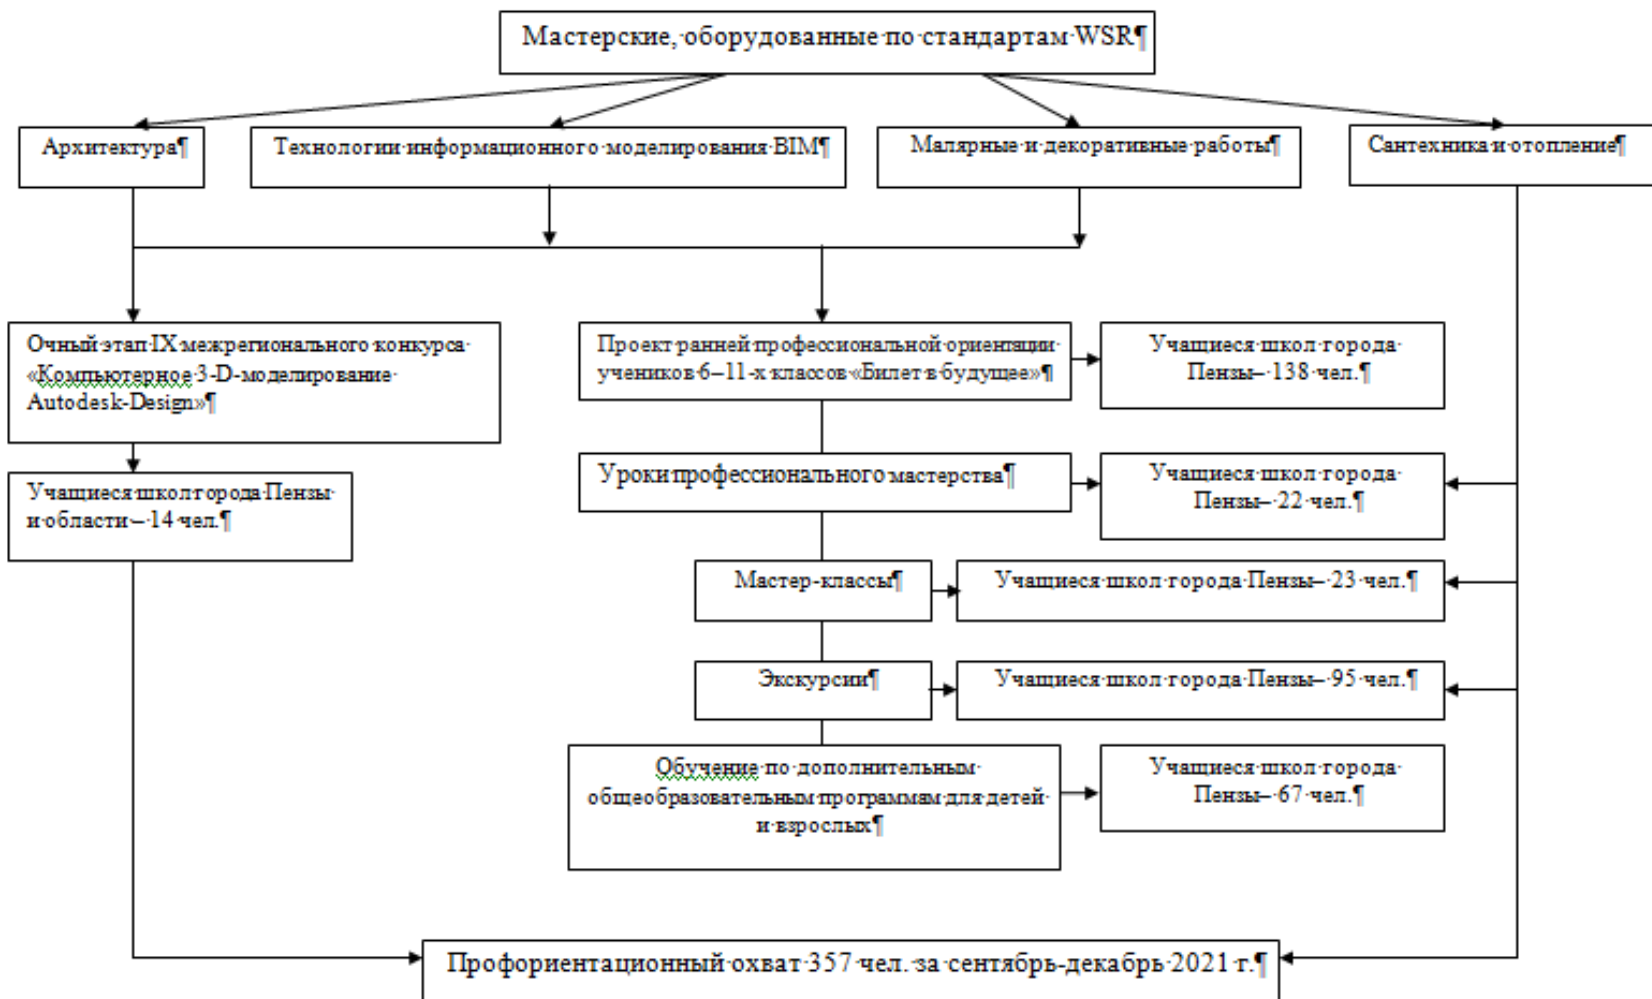 Мастерские, оборудованные по стандартам WSR¶
Архитектура¶
Технологии информационного моделирования BIM¶
Малярные и декоративные работы¶
Сантехника и отопление¶
Очный этап IX межрегионального конкурса
«Компьютерное 3-D-моделирование
Autodesk-Design»¶
Проект ранней профессиональной ориентации
учеников 6–11-х классов «Билет в будущее»¶
Учащиеся школ города
Пензы– 138 чел.¶
Учащиеся школ города Пензы
и области – 14 чел.¶
Уроки профессионального мастерства¶
Учащиеся школ города
Пензы– 22 чел.¶
Мастер-классы¶
Учащиеся школ города Пензы– 23 чел.¶
Экскурсии¶
Учащиеся школ города Пензы– 95 чел.¶
Обучение по дополнительным
общеобразовательным программам для детей
и взрослых¶
Учащиеся школ города
Пензы– 67 чел.¶
Профориентационный охват 357 чел. за сентябрь-декабрь 2021 г.¶